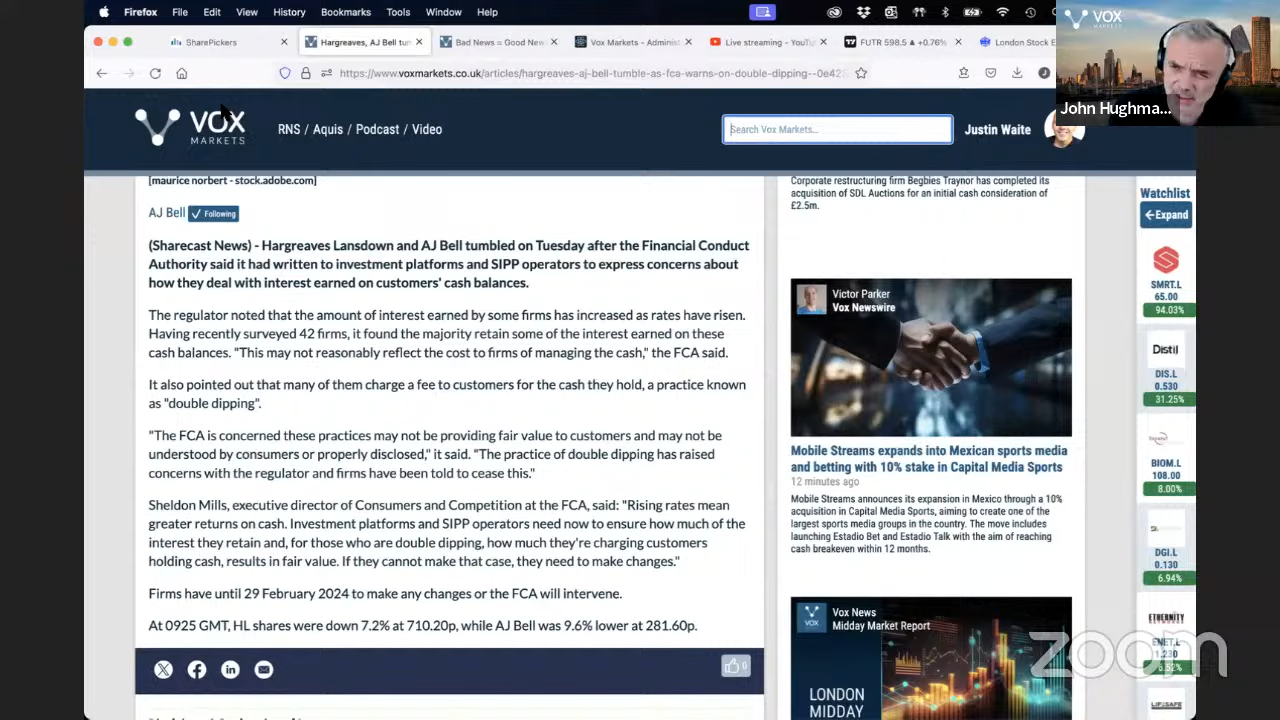 Firefox File Edit View History Bookmarks Tools Window Help
SharePickers
Hargreaves, AJ Bell tum
Bad News = Good New
Vox Markets - Administ
Live streaming - YouTu
FUTR 598.5 ▲ +0.76%
London Stock E
https://www.voxmarkets.co.uk/articles/hargreaves-aj-bell-tumble-as-fca-warns-on-double-dipping--0e42
VOX
MARKETS
John Hughma...
VOX
MARKETS
RNS / Aquis / Podcast / Video
Search Vox Markets...
Justin Waite
[maurice norbert - stock.adobe.com]
AJ Bell ✓ Following
(Sharecast News) - Hargreaves Lansdown and AJ Bell tumbled on Tuesday after the Financial Conduct
Authority said it had written to investment platforms and SIPP operators to express concerns about
how they deal with interest earned on customers' cash balances.
The regulator noted that the amount of interest earned by some firms has increased as rates have risen.
Having recently surveyed 42 firms, it found the majority retain some of the interest earned on these
cash balances. "This may not reasonably reflect the cost to firms of managing the cash," the FCA said.
It also pointed out that many of them charge a fee to customers for the cash they hold, a practice known
as "double dipping".
"The FCA is concerned these practices may not be providing fair value to customers and may not be
understood by consumers or properly disclosed," it said. "The practice of double dipping has raised
concerns with the regulator and firms have been told to cease this."
Sheldon Mills, executive director of Consumers and Competition at the FCA, said: "Rising rates mean
greater returns on cash. Investment platforms and SIPP operators need now to ensure how much of the
interest they retain and, for those who are double dipping, how much they're charging customers
holding cash, results in fair value. If they cannot make that case, they need to make changes."
Firms have until 29 February 2024 to make any changes or the FCA will intervene.
At 0925 GMT, HL shares were down 7.2% at 710.20p, while AJ Bell was 9.6% lower at 281.60p.
0
Corporate restructuring firm Begbies Traynor has completed its
acquisition of SDL Auctions for an initial cash consideration of
£2.5m.
Victor Parker
Vox Newswire
Mobile Streams expands into Mexican sports media
and betting with 10% stake in Capital Media Sports
12 minutes ago
Mobile Streams announces its expansion in Mexico through a 10%
acquisition in Capital Media Sports, aiming to create one of the
largest sports media groups in the country. The move includes
launching Estadio Bet and Estadio Talk with the aim of reaching
cash breakeven within 12 months.
VOX
Vox News
Midday Market Report
LONDON
MIDDAY
Watchlist
←Expand
SMRT.L
65.00
94.03%
Distil
DIS.L
0.530
31.25%
BIOM.L
108.00
8.00%
DGI.L
0.130
6.94%
ETHERNITY
NETWORKS
ENET.L
1.230
6.52%
LIFESAFE
zoom